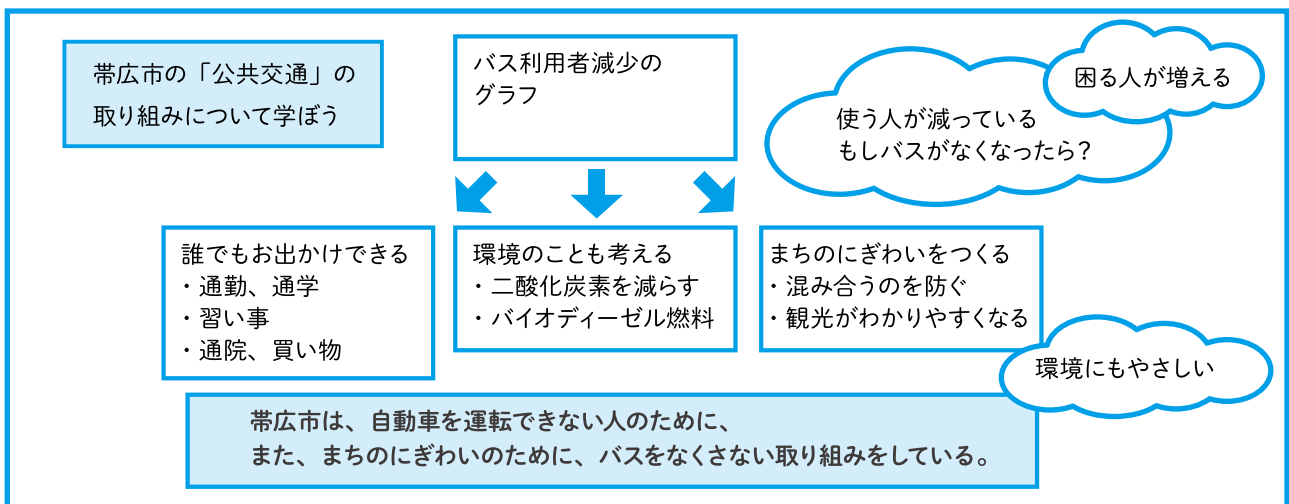 帯広市の「公共交通」の
取り組みについて学ぼう
バス利用者減少の
グラフ
困る人が増える
使う人が減っている
もしバスがなくなったら？
誰でもお出かけできる
・通勤、通学
・習い事
・通院、買い物
環境のことも考える
・二酸化炭素を減らす
・バイオディーゼル燃料
まちのにぎわいをつくる
・混み合うのを防ぐ
・観光がわかりやすくなる
環境にもやさしい
帯広市は、自動車を運転できない人のために、
また、まちのにぎわいのために、バスをなくさない取り組みをしている。